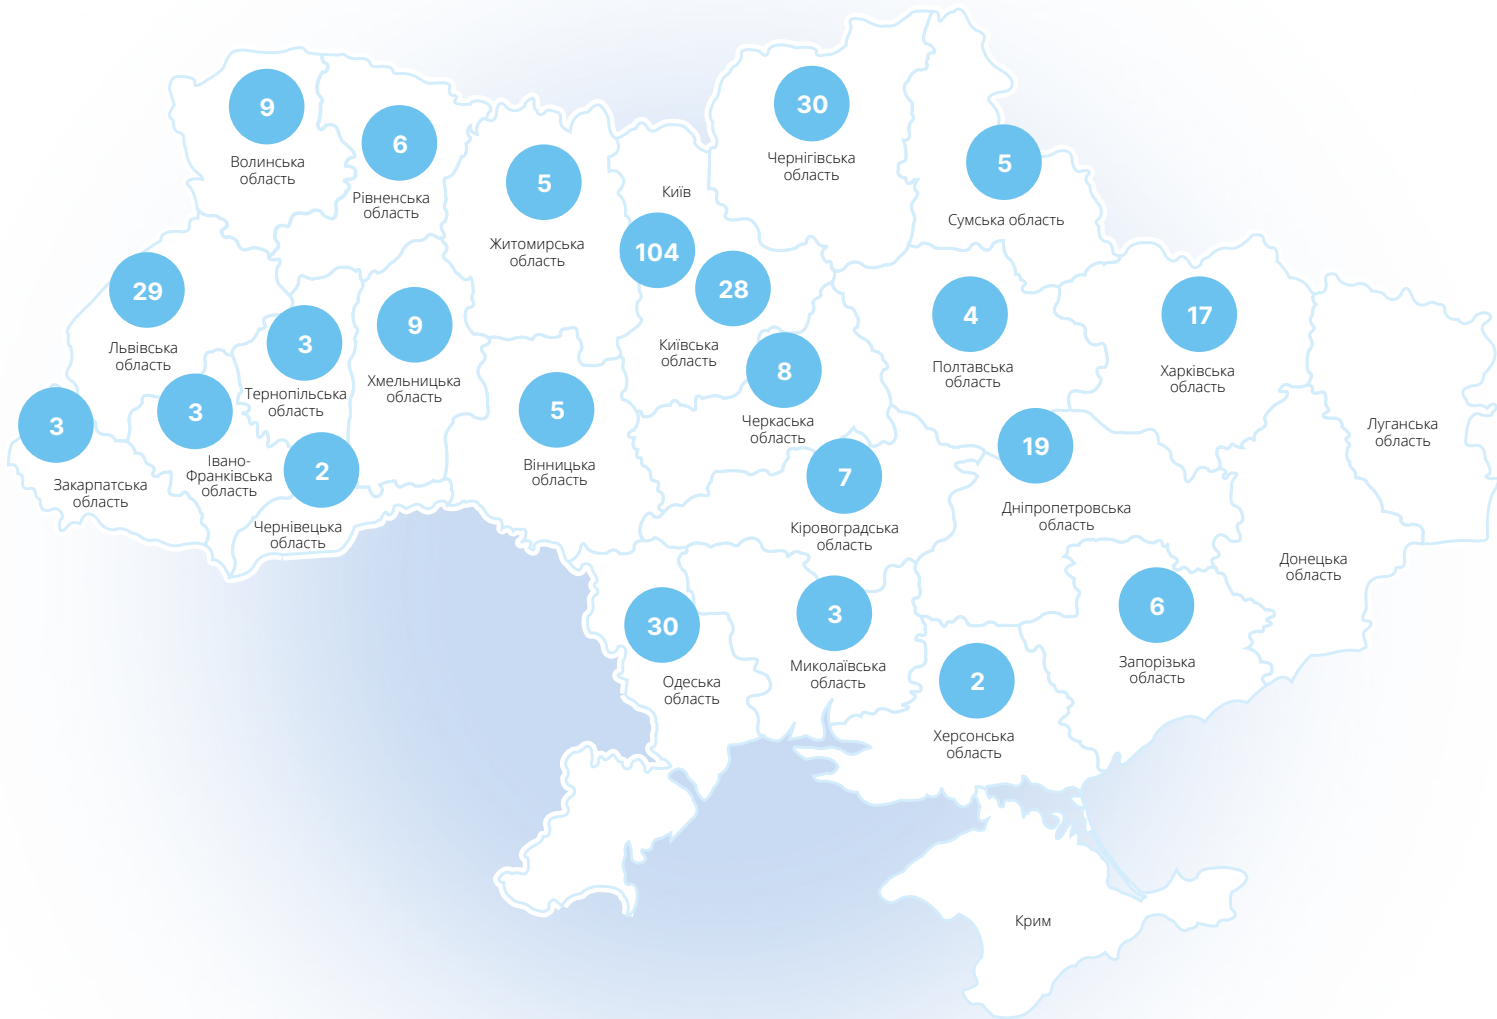 9
Волинська
область
6
Рівненська
область
5
Житомирська
область
Київ
104
28
Київська
область
30
Чернігівська
область
5
Сумська область
29
Львівська
область
3
Тернопільська
область
9
Хмельницька
область
8
Черкаська
область
4
Полтавська
область
17
Харківська
область
Луганська
область
3
Закарпатська
область
3
Івано-
Франківська
область
2
Чернівецька
область
5
Вінницька
область
7
Кіровоградська
область
19
Дніпропетровська
область
Донецька
область
30
Одеська
область
3
Миколаївська
область
2
Херсонська
область
6
Запорізька
область
Крим